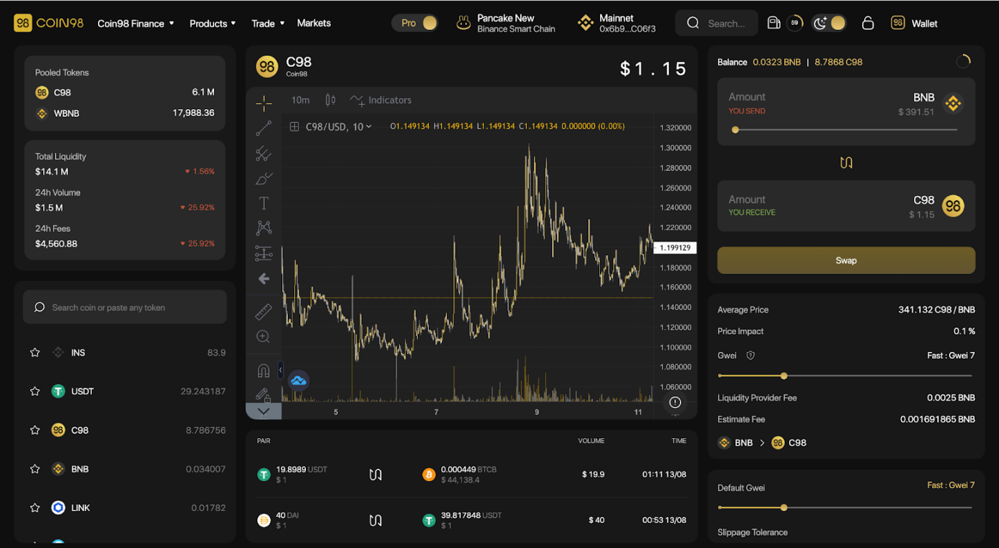 98 COIN98
Coin98 Finance
Products
Trade
Markets
Pro
Pancake New
Binance Smart Chain
Mainnet
0x6b9...C06f3
Search...
59
98 Wallet
Pooled Tokens
98 C98 6.1 M
WBNB 17,988.36
Total Liquidity
$14.1 M 1.56%
24h Volume
$1.5 M 25.92%
24h Fees
$4,560.88 25.92%
Search coin or paste any token
INS 83.9
USDT 29.243187
98 C98 8.786756
BNB 0.034007
LINK 0.01782
98 C98
Coin98
$1.15
10m Indicators
C98/USD, 10 O1.149134 H1.149134 L1.149134 C1.149134 0.000000 (0.00%)
1.320000
1.300000
1.280000
1.260000
1.240000
1.220000
1.199129
1.180000
1.160000
1.140000
1.120000
1.100000
1.080000
1.060000
5 7 9 11
PAIR VOLUME TIME
19.8989 USDT 0.000449 BTCB $ 19.9 01:11 13/08
$ 1 $ 44,138.4
40 DAI 39.817848 USDT $ 40 00:53 13/08
$ 1 $ 1
Balance 0.0323 BNB | 8.7868 C98
Amount BNB
YOU SEND $ 391.51
Amount C98 98
YOU RECEIVE $ 1.15
Swap
Average Price 341.132 C98 / BNB
Price Impact 0.1 %
Gwei ? Fast : Gwei 7
Liquidity Provider Fee 0.0025 BNB
Estimate Fee 0.001691865 BNB
BNB > 98 C98
Default Gwei Fast : Gwei 7
Slippage Tolerance